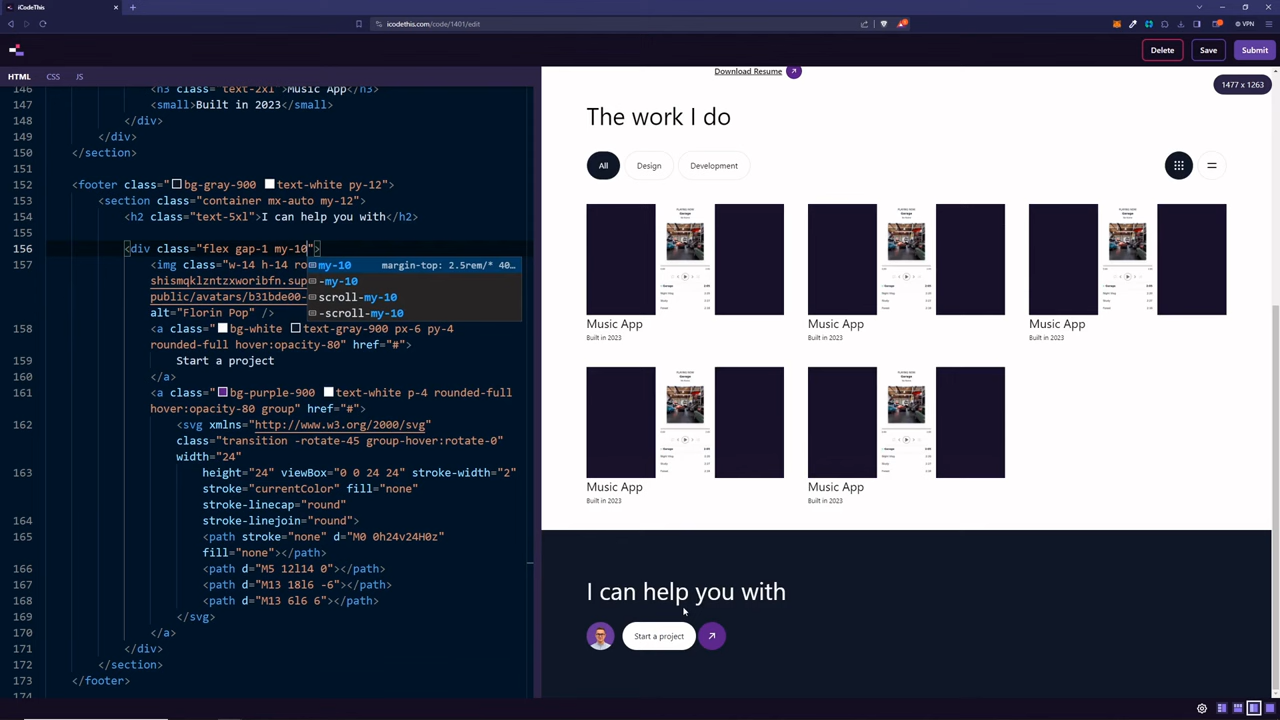 iCodeThis
icodethis.com/code/1401/edit
VPN
Delete
Save
Submit
HTML
CSS
JS
146
<h3 class="text-2xl">Music App</h3>
147
<small>Built in 2023</small>
148
</div>
149
</div>
150
</section>
151
152
<footer class="bg-gray-900 text-white py-12">
153
<section class="container mx-auto my-12">
154
<h2 class="text-3xl">I can help you with</h2>
155
156
<div class="flex gap-1 my-10">
157
<img
my-10
margin-top: 2.5rem/* 40…
-my-10
scroll-my-10
-scroll-my-10
158
<a class="bg-white text-gray-900 px-6 py-4
rounded-full hover:opacity-80" href="#">
159
Start a project
160
</a>
161
<a class="bg-purple-900 text-white p-4 rounded-full
hover:opacity-80 group" href="#">
162
<svg xmlns="http://www.w3.org/2000/svg"
class="transition -rotate-45 group-hover:rotate-0"
width="24"
163
height="24" viewBox="0 0 24 24" stroke-width="2"
stroke="currentColor" fill="none"
stroke-linecap="round"
164
stroke-linejoin="round">
165
<path stroke="none" d="M0 0h24v24H0z"
fill="none"></path>
166
<path d="M5 12l14 0"></path>
167
<path d="M13 18l6 -6"></path>
168
<path d="M13 6l6 6"></path>
169
</svg>
170
</a>
171
</div>
172
</section>
173
</footer>
174
Download Resume
1477 x 1263
The work I do
All
Design
Development
Music App
Built in 2023
Music App
Built in 2023
Music App
Built in 2023
Music App
Built in 2023
Music App
Built in 2023
I can help you with
Start a project